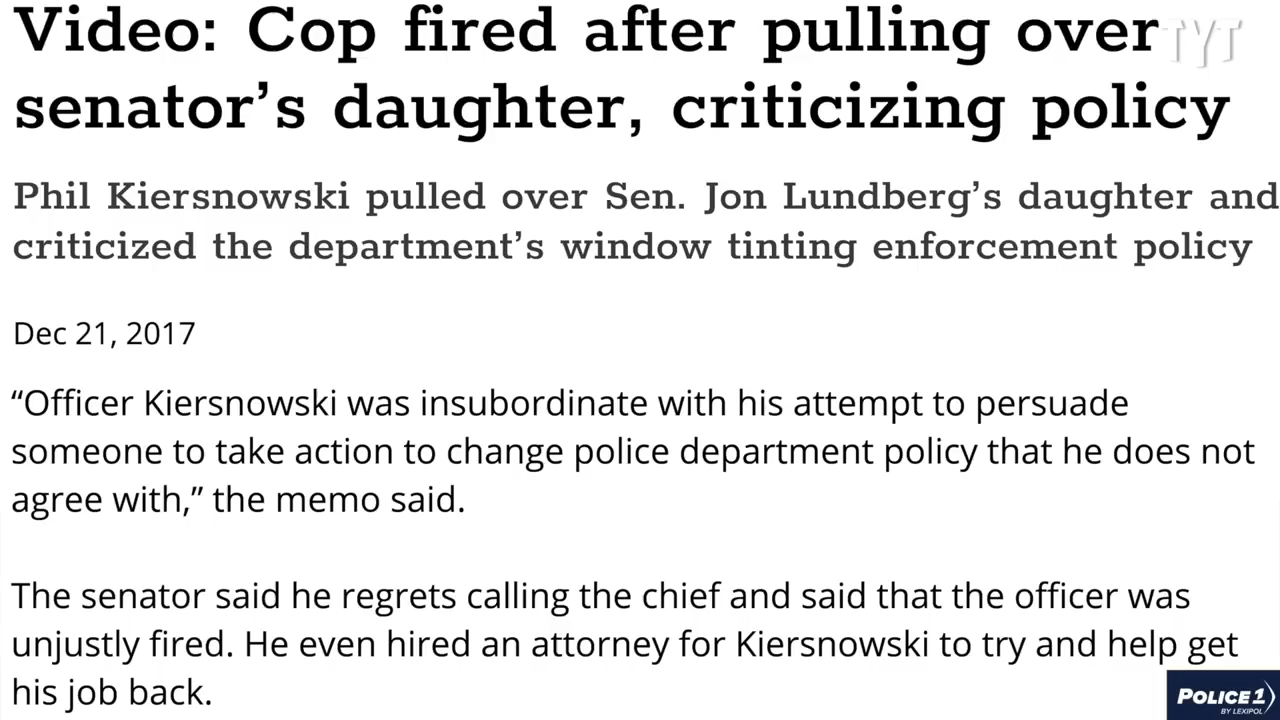 Video: Cop fired after pulling over
TYT
senator’s daughter, criticizing policy
Phil Kiersnowski pulled over Sen. Jon Lundberg’s daughter and
criticized the department’s window tinting enforcement policy
Dec 21, 2017
“Officer Kiersnowski was insubordinate with his attempt to persuade
someone to take action to change police department policy that he does not
agree with,” the memo said.
The senator said he regrets calling the chief and said that the officer was
unjustly fired. He even hired an attorney for Kiersnowski to try and help get
his job back.
POLICE1
BY LEXIPOL